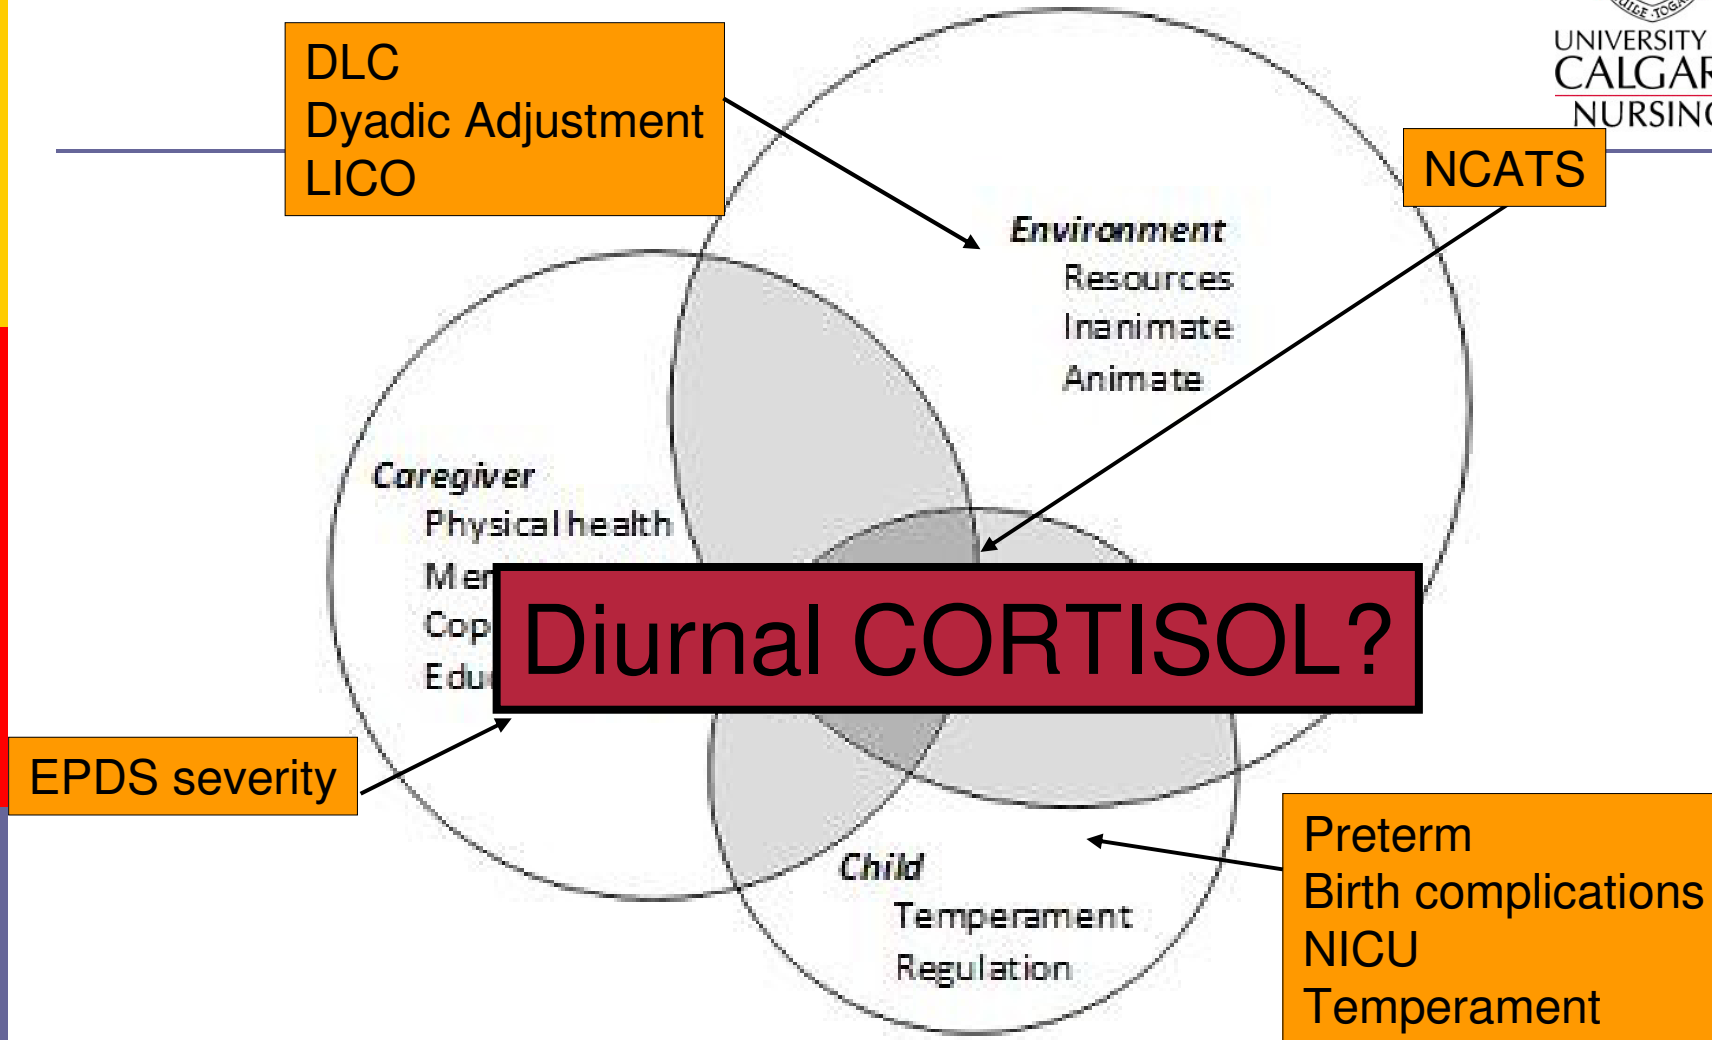 UNIVERSITY
NURSING
DLC
Dyadic Adjustment
LICO
NCATS
Environment
Resources
Inanimate
Animate
Caregiver
Physical health
Diurnal CORTISOL?
EPDS severity
Child
Temperament
Regulation
Preterm
Birth complications
NICU
Temperament